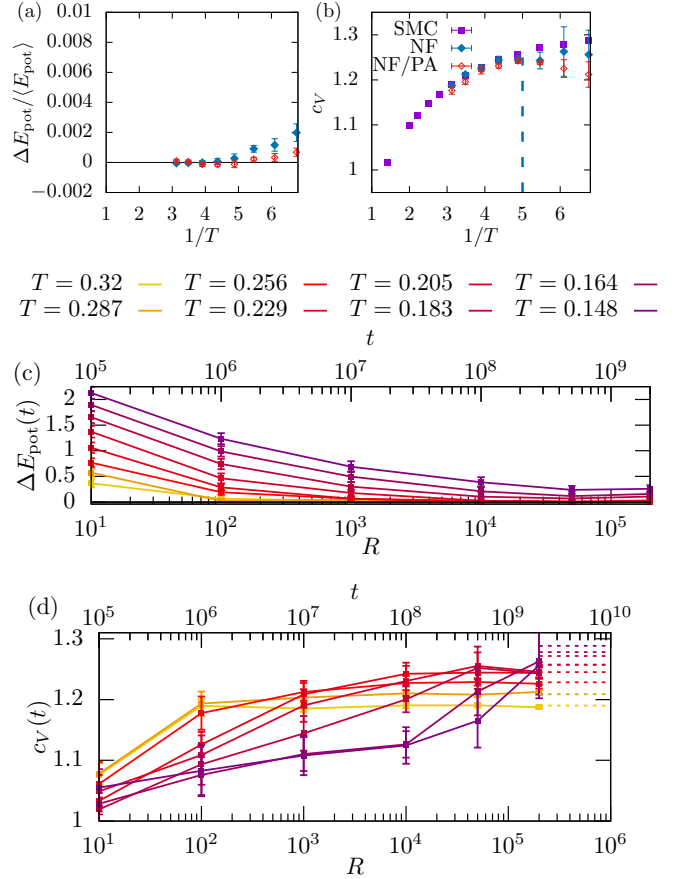 (a)
(b)
0.01
0.008
0.006
0.004
0.002
0
−0.002
ΔE_pot/⟨E_pot⟩
1 2 3 4 5 6
1/T
1.3
1.2
1.1
1
c_V
SMC
NF
NF/PA
1 2 3 4 5 6
1/T
T = 0.32 T = 0.256 T = 0.205 T = 0.164
T = 0.287 T = 0.229 T = 0.183 T = 0.148
t
(c)
10^5 10^6 10^7 10^8 10^9
2
1.5
1
0.5
0
ΔE_pot(t)
10^1 10^2 10^3 10^4 10^5
R
(d)
t
10^5 10^6 10^7 10^8 10^9 10^10
1.3
1.2
1.1
1
c_V(t)
10^1 10^2 10^3 10^4 10^5 10^6
R